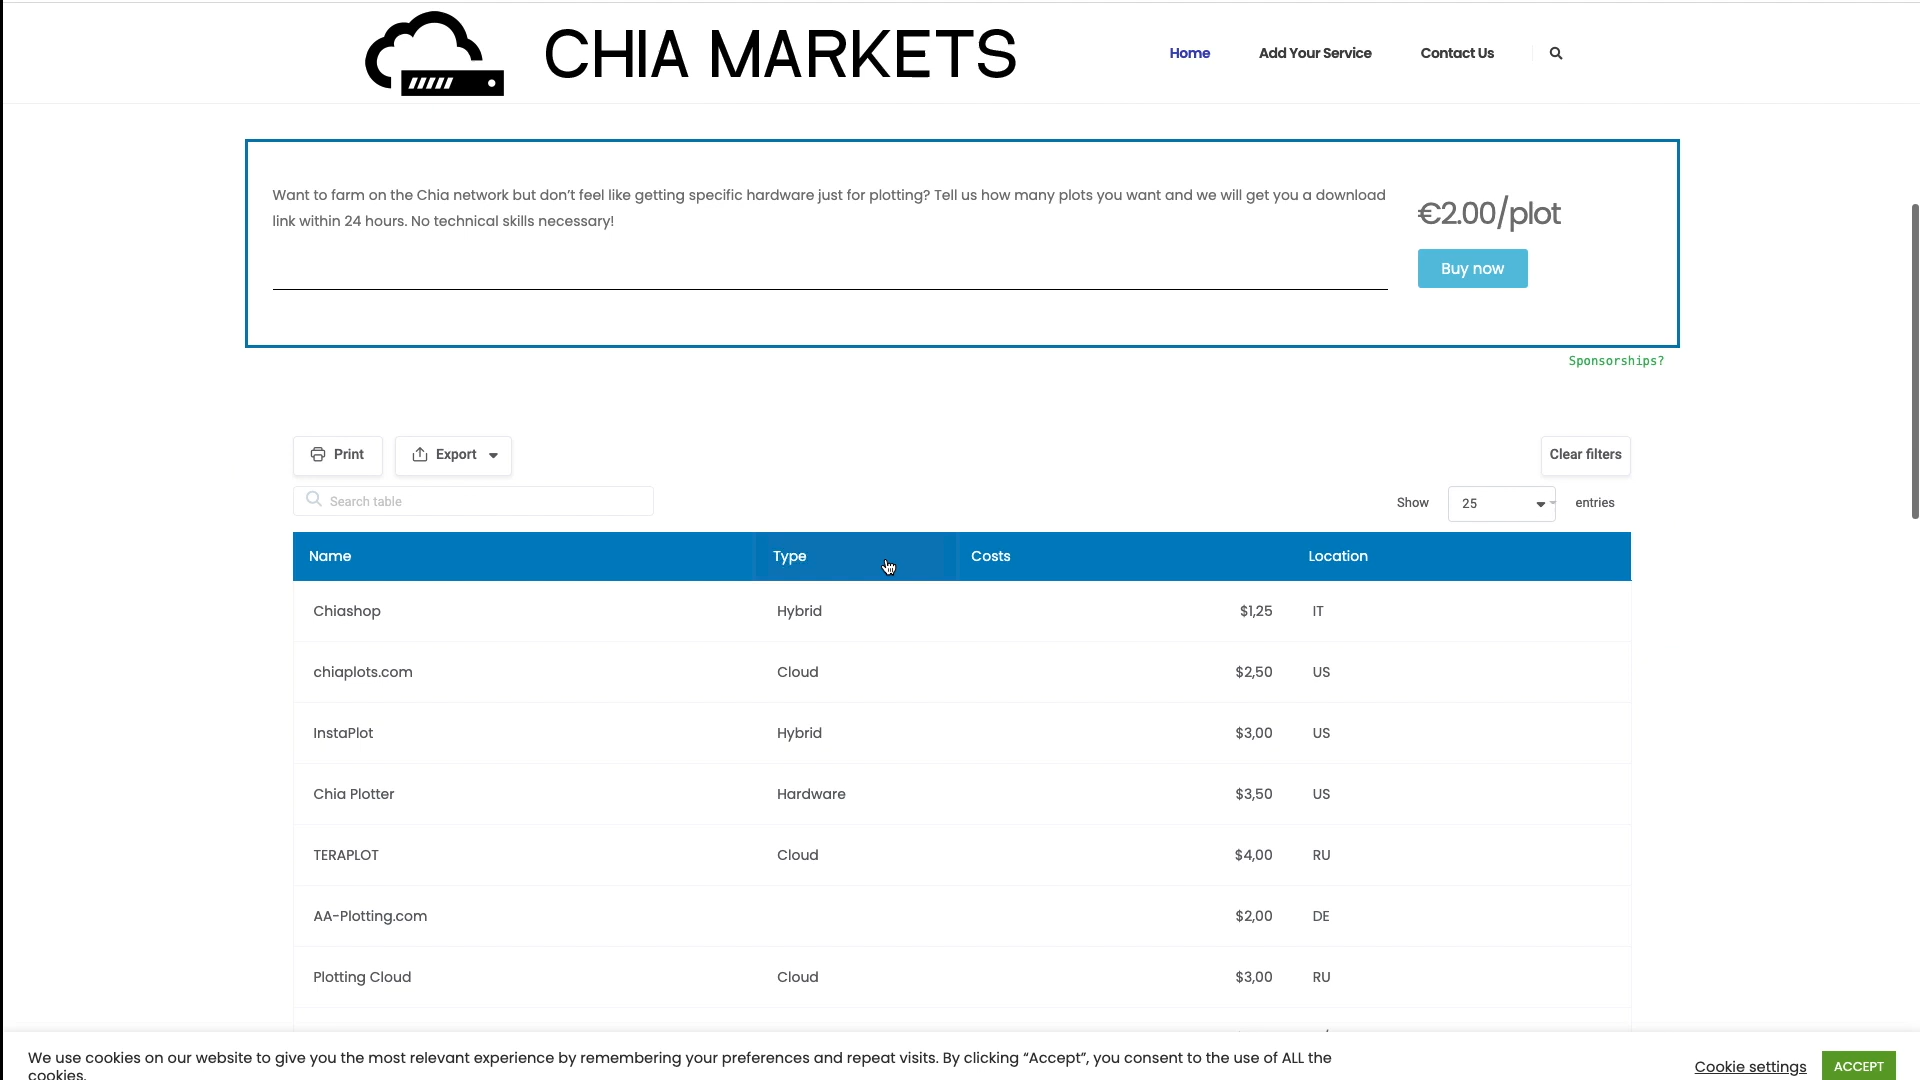 CHIA MARKETS
Home Add Your Service Contact Us
Want to farm on the Chia network but don’t feel like getting specific hardware just for plotting? Tell us how many plots you want and we will get you a download
link within 24 hours. No technical skills necessary!
€2.00/plot
Buy now
Sponsorships?
Print Export Clear filters
Search table Show 25 entries
Name Type Costs Location
Chiashop Hybrid $1,25 IT
chiaplots.com Cloud $2,50 US
InstaPlot Hybrid $3,00 US
Chia Plotter Hardware $3,50 US
TERAPLOT Cloud $4,00 RU
AA-Plotting.com $2,00 DE
Plotting Cloud Cloud $3,00 RU
We use cookies on our website to give you the most relevant experience by remembering your preferences and repeat visits. By clicking “Accept”, you consent to the use of ALL the
cookies.
Cookie settings ACCEPT